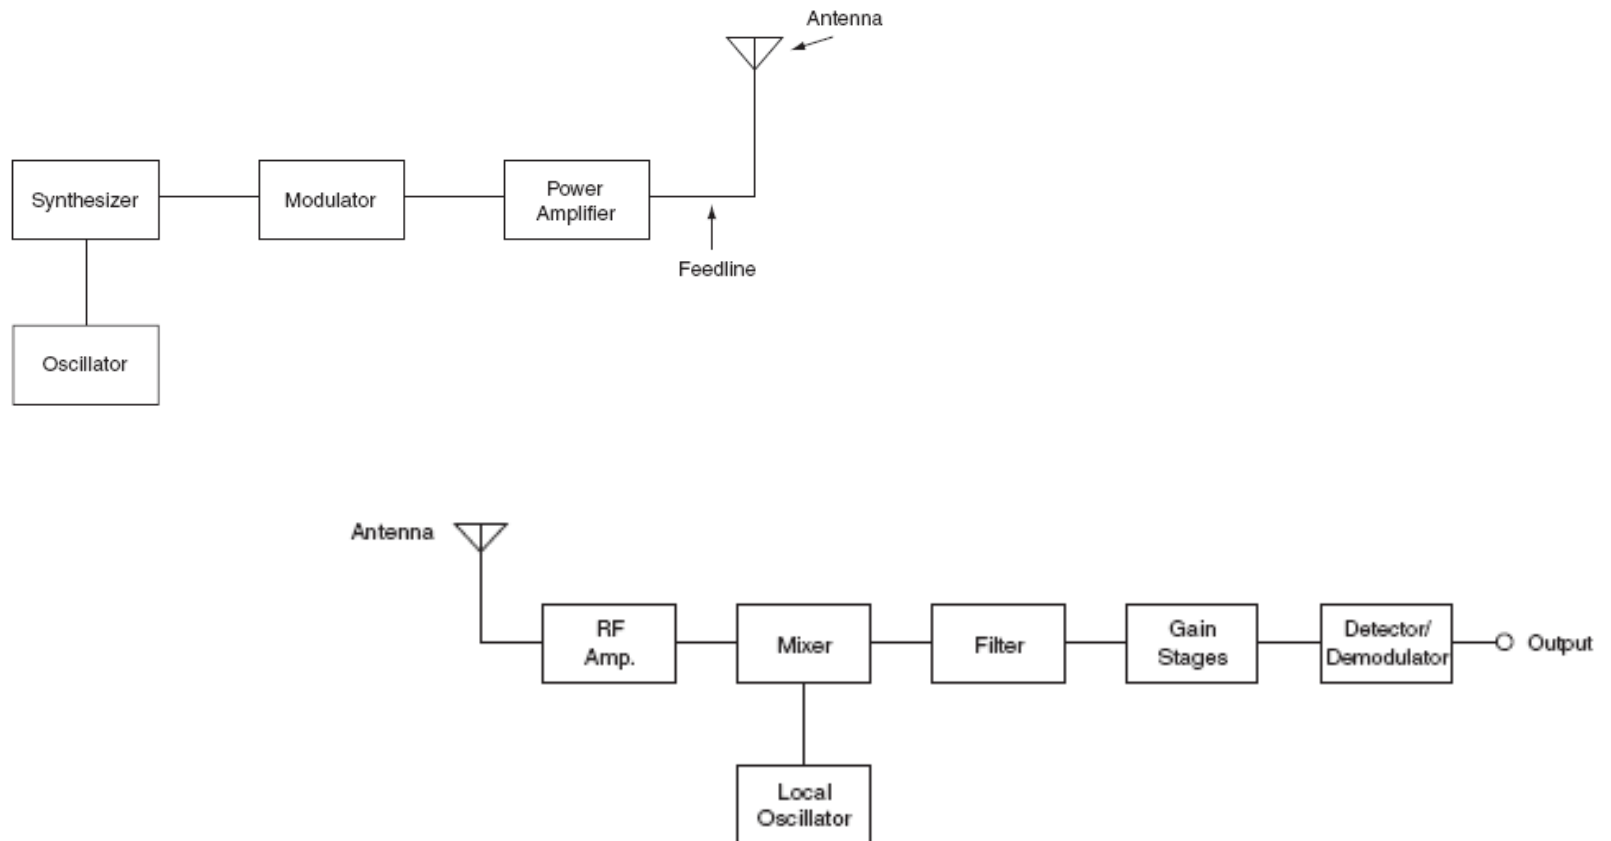 Antenna
Synthesizer
Modulator
Power
Amplifier
Feedline
Oscillator
Antenna
RF
Amp.
Mixer
Filter
Gain
Stages
Detector/
Demodulator
Output
Local
Oscillator